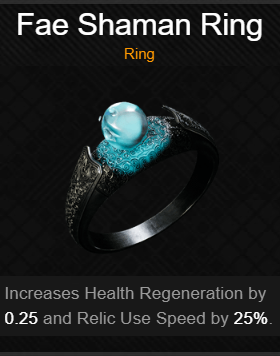 Fae Shaman Ring
Ring
Increases Health Regeneration by
0.25 and Relic Use Speed by 25%.